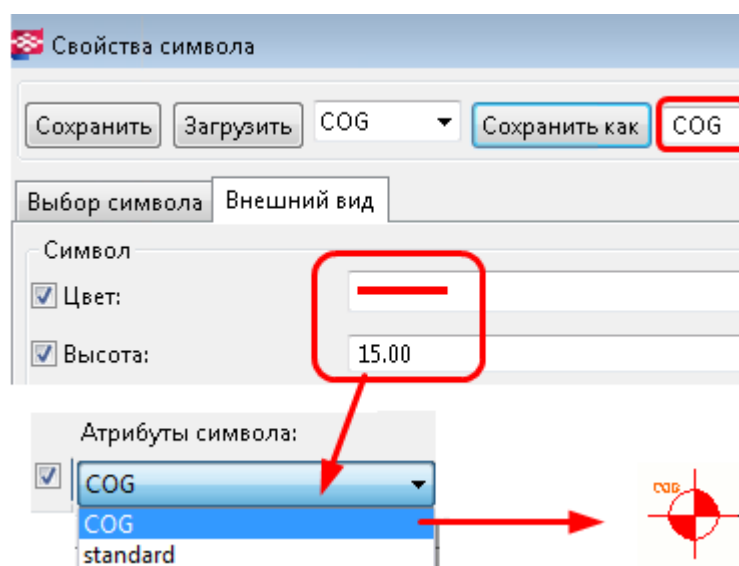 Свойства символа
Сохранить Загрузить COG Сохранить как COG
Выбор символа Внешний вид
Символ
Цвет:
Высота: 15.00
Атрибуты символа:
COG
COG
COG
standard